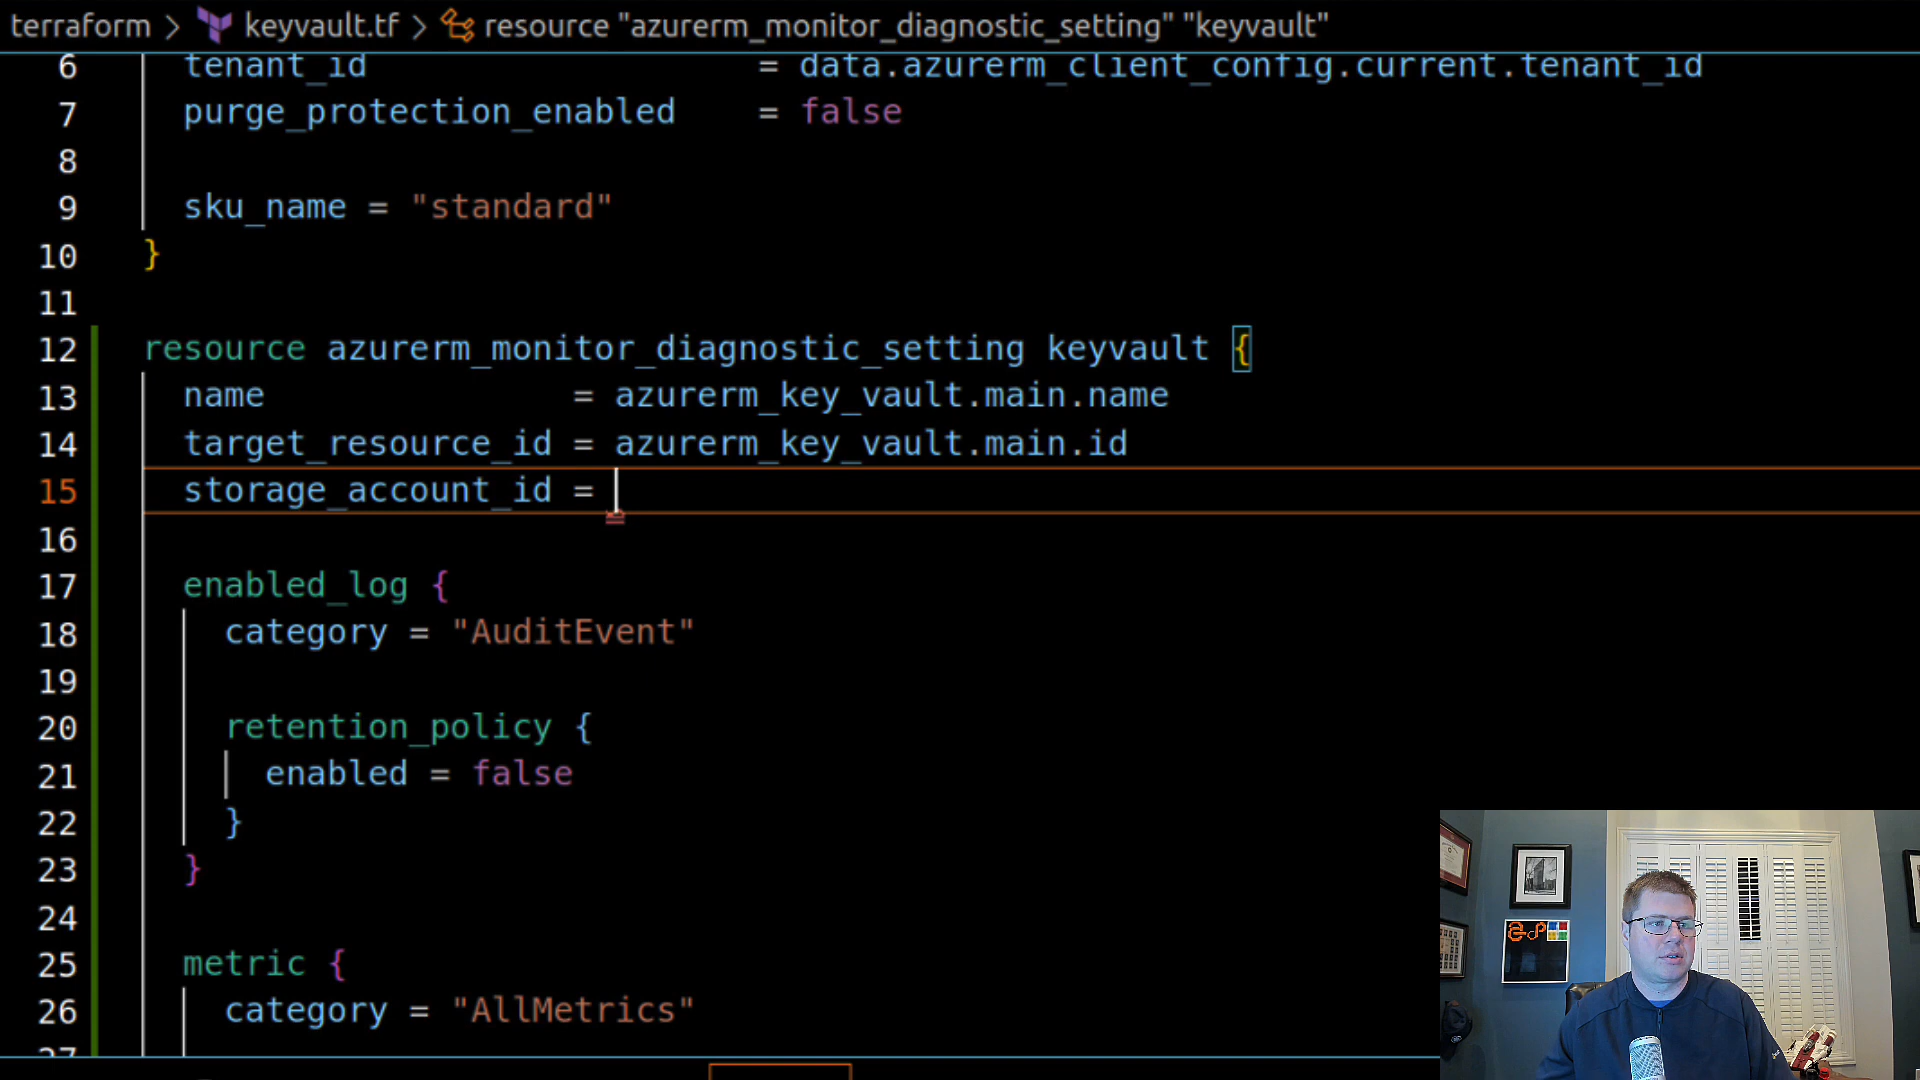 terraform > keyvault.tf > resource "azurerm_monitor_diagnostic_setting" "keyvault"
6 tenant_id = data.azurerm_client_config.current.tenant_id
7 purge_protection_enabled = false
8
9 sku_name = "standard"
10 }
11
12 resource azurerm_monitor_diagnostic_setting keyvault {
13 name = azurerm_key_vault.main.name
14 target_resource_id = azurerm_key_vault.main.id
15 storage_account_id =
16
17 enabled_log {
18 category = "AuditEvent"
19
20 retention_policy {
21 enabled = false
22 }
23 }
24
25 metric {
26 category = "AllMetrics"
27